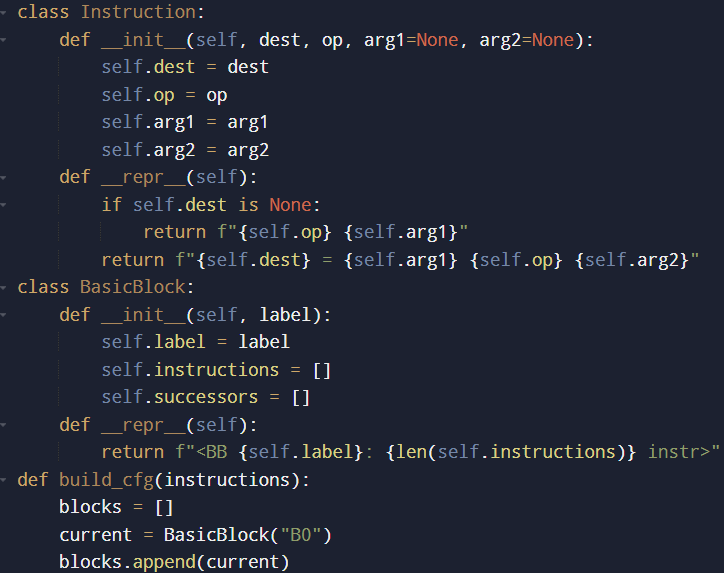 class Instruction:
    def __init__(self, dest, op, arg1=None, arg2=None):
        self.dest = dest
        self.op = op
        self.arg1 = arg1
        self.arg2 = arg2
    def __repr__(self):
        if self.dest is None:
            return f"{self.op} {self.arg1}"
        return f"{self.dest} = {self.arg1} {self.op} {self.arg2}"
class BasicBlock:
    def __init__(self, label):
        self.label = label
        self.instructions = []
        self.successors = []
    def __repr__(self):
        return f"<BB {self.label}: {len(self.instructions)} instr>"
def build_cfg(instructions):
    blocks = []
    current = BasicBlock("B0")
    blocks.append(current)